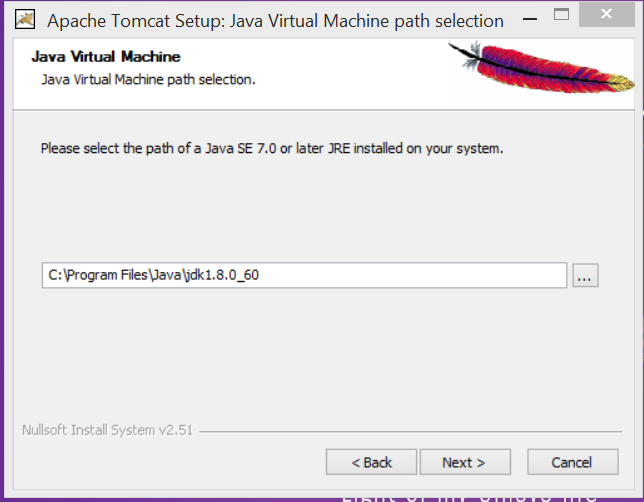 Apache Tomcat Setup: Java Virtual Machine path selection
Java Virtual Machine
Java Virtual Machine path selection.
Please select the path of a Java SE 7.0 or later JRE installed on your system.
C:\Program Files\Java\jdk1.8.0_60
...
Nullsoft Install System v2.51
< Back
Next >
Cancel